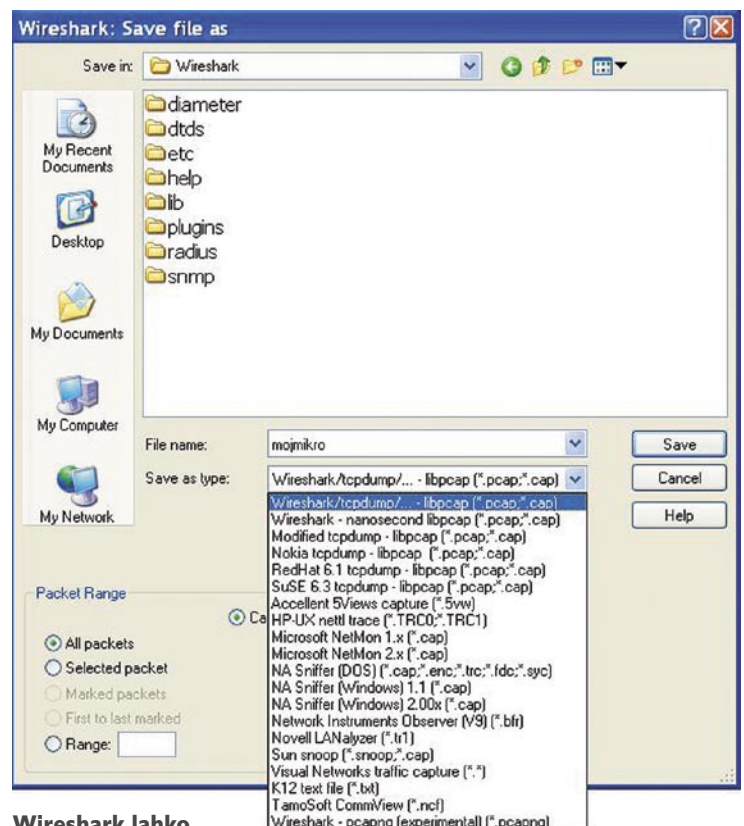 Wireshark: Save file as
Save in:
Wireshark
My Recent
Documents
Desktop
My Documents
My Computer
My Network
diameter
dtds
etc
help
lib
plugins
radius
snmp
File name:
mojmikro
Save
Save as type:
Wireshark/tcpdump/... - libpcap (*.pcap;*.cap)
Cancel
Help
Wireshark/tcpdump/... - libpcap (*.pcap;*.cap)
Wireshark - nanosecond libpcap (*.pcap;*.cap)
Modified tcpdump - libpcap (*.pcap;*.cap)
Nokia tcpdump - libpcap (*.pcap;*.cap)
RedHat 6.1 tcpdump - libpcap (*.pcap;*.cap)
SuSE 6.3 tcpdump - libpcap (*.pcap;*.cap)
Accellent 5Views capture (*.5vw)
HP-UX nettl trace (*.TRC0;*.TRC1)
Microsoft NetMon 1.x (*.cap)
Microsoft NetMon 2.x (*.cap)
NA Sniffer (DOS) (*.cap;*.enc;*.trc;*.fdc;*.syc)
NA Sniffer (Windows) 1.1 (*.cap)
NA Sniffer (Windows) 2.00x (*.cap)
Network Instruments Observer (V9) (*.bfr)
Novell LANalyzer (*.tr1)
Sun snoop (*.snoop;*.cap)
Visual Networks traffic capture (*.*)
K12 text file (*.txt)
TamoSoft CommView (*.ncf)
Wireshark - pcapng (experimental) (*.pcapng)
Packet Range
Ca
All packets
Selected packet
Marked packets
First to last marked
Range:
Wireshark lahko